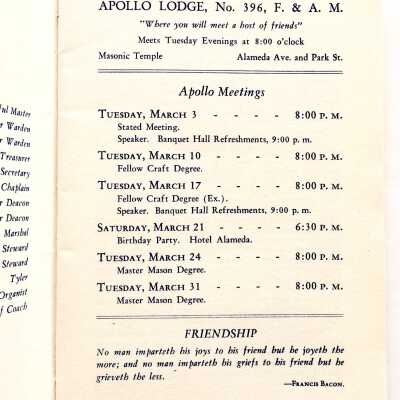 ful Master
r Warden
r Warden
Treasurer
Secretary
Chaplain
r Deacon
r Deacon
Marshal
Steward
Steward
Tyler
Organist
f Coach
APOLLO LODGE, No. 396, F. & A. M.
"Where you will meet a host of friends"
Meets Tuesday Evenings at 8:00 o'clock
Masonic Temple Alameda Ave. and Park St.
Apollo Meetings
TUESDAY, MARCH 3 - - - - 8:00 P. M.
Stated Meeting.
Speaker. Banquet Hall Refreshments, 9:00 p. m.
TUESDAY, MARCH 10 - - - - 8:00 P. M.
Fellow Craft Degree.
TUESDAY, MARCH 17 - - - - 8:00 P. M.
Fellow Craft Degree (Ex.).
Speaker. Banquet Hall Refreshments, 9:00 p. m.
SATURDAY, MARCH 21 - - - - 6:30 P. M.
Birthday Party. Hotel Alameda.
TUESDAY, MARCH 24 - - - - 8:00 P. M.
Master Mason Degree.
TUESDAY, MARCH 31 - - - - 8:00 P. M.
Master Mason Degree.
FRIENDSHIP
No man imparteth his joys to his friend but he joyeth the
more; and no man imparteth his griefs to his friend but he
grieveth the less.
—FRANCIS BACON.